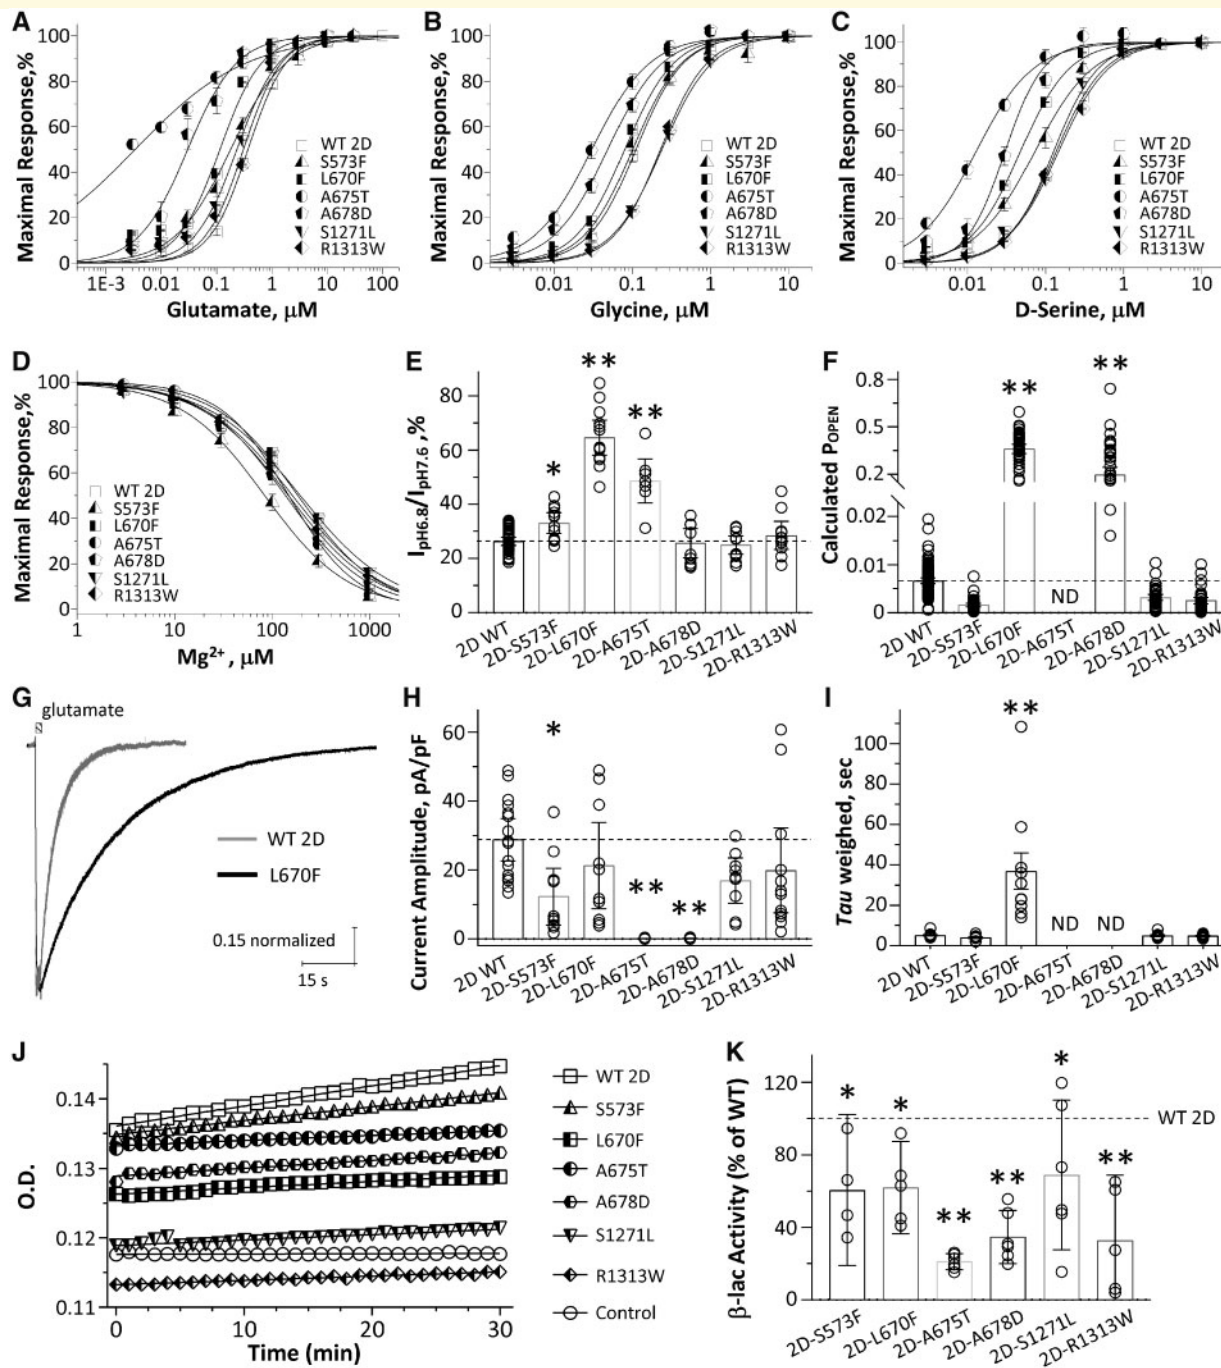 A
Maximal Response,%
100
80
60
40
20
0
WT 2D
S573F
L670F
A675T
A678D
S1271L
R1313W
1E-3 0.01 0.1 1 10 100
Glutamate, μM
B
Maximal Response,%
100
80
60
40
20
0
WT 2D
S573F
L670F
A675T
A678D
S1271L
R1313W
0.01 0.1 1 10
Glycine, μM
C
Maximal Response,%
100
80
60
40
20
0
WT 2D
S573F
L670F
A675T
A678D
S1271L
R1313W
0.01 0.1 1 10
D-Serine, μM
D
Maximal Response,%
100
80
60
40
20
0
WT 2D
S573F
L670F
A675T
A678D
S1271L
R1313W
1 10 100 1000
Mg2+, μM
E
IpH6.8/IpH7.6 ,%
80
60
40
20
0
* ** **
2D WT
2D-S573F
2D-L670F
2D-A675T
2D-A678D
2D-S1271L
2D-R1313W
F
Calculated POPEN
0.8
0.5
0.2
0.02
0.01
0
** **
ND
2D WT
2D-S573F
2D-L670F
2D-A675T
2D-A678D
2D-S1271L
2D-R1313W
G
glutamate
WT 2D
L670F
0.15 normalized
15 s
H
Current Amplitude, pA/pF
60
40
20
0
* ** **
2D WT
2D-S573F
2D-L670F
2D-A675T
2D-A678D
2D-S1271L
2D-R1313W
I
Tau weighed, sec
100
80
60
40
20
0
**
ND ND
2D WT
2D-S573F
2D-L670F
2D-A675T
2D-A678D
2D-S1271L
2D-R1313W
J
O.D.
0.14
0.13
0.12
0.11
0 10 20 30
Time (min)
WT 2D
S573F
L670F
A675T
A678D
S1271L
R1313W
Control
K
β-lac Activity (% of WT)
120
80
40
0
* * ** ** * **
WT 2D
2D-S573F
2D-L670F
2D-A675T
2D-A678D
2D-S1271L
2D-R1313W